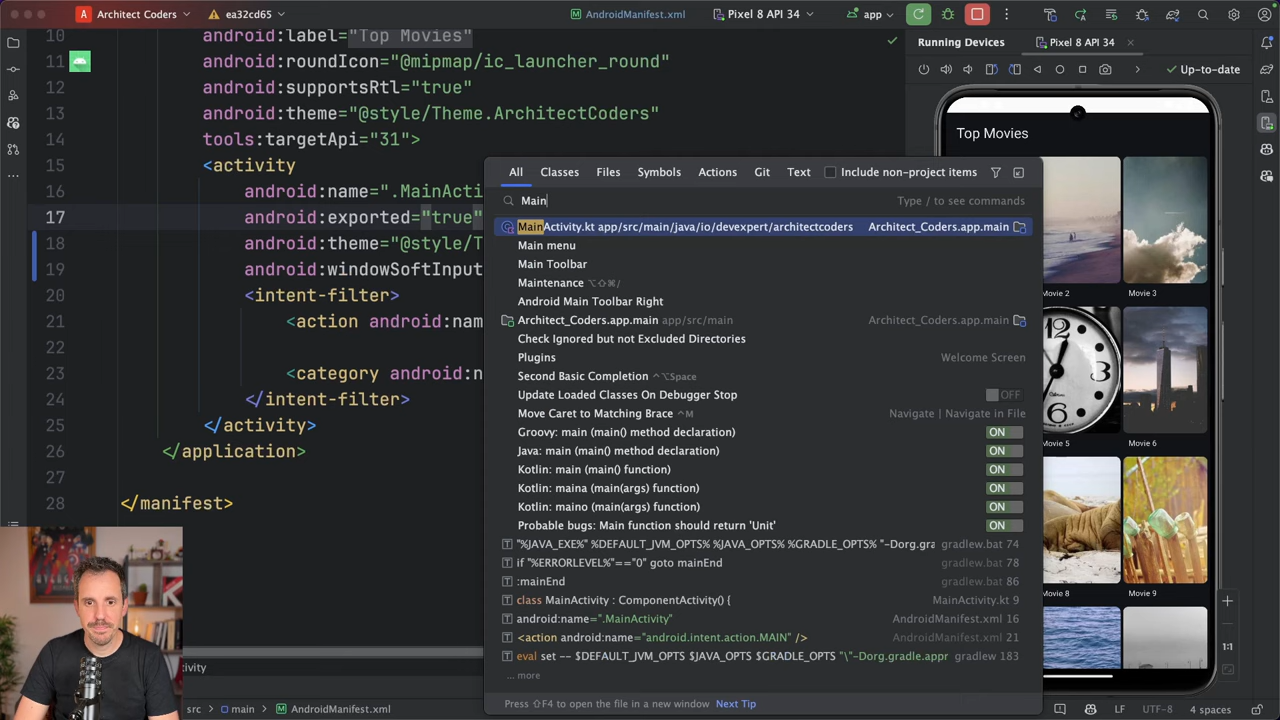 Architect Coders
ea32cd65
AndroidManifest.xml
Pixel 8 API 34
app
10 android:label="Top Movies"
11 android:roundIcon="@mipmap/ic_launcher_round"
12 android:supportsRtl="true"
13 android:theme="@style/Theme.ArchitectCoders"
14 tools:targetApi="31">
15 <activity
16 android:name=".MainActi
17 android:exported="true"
18 android:theme="@style/T
19 android:windowSoftInput
20 <intent-filter>
21 <action android:nam
22
23 <category android:n
24 </intent-filter>
25 </activity>
26 </application>
27
28 </manifest>
All Classes Files Symbols Actions Git Text Include non-project items
Main Type / to see commands
MainActivity.kt app/src/main/java/io/devexpert/architectcoders Architect_Coders.app.main
Main menu
Main Toolbar
Maintenance ⌥⇧⌘/
Android Main Toolbar Right
Architect_Coders.app.main app/src/main Architect_Coders.app.main
Check Ignored but not Excluded Directories
Plugins Welcome Screen
Second Basic Completion ⌃⌥Space
Update Loaded Classes On Debugger Stop OFF
Move Caret to Matching Brace ⌃M Navigate | Navigate in File
Groovy: main (main() method declaration) ON
Java: main (main() method declaration) ON
Kotlin: main (main() function) ON
Kotlin: maina (main(args) function) ON
Kotlin: maino (main(args) function) ON
Probable bugs: Main function should return 'Unit' ON
"%JAVA_EXE%" %DEFAULT_JVM_OPTS% %JAVA_OPTS% %GRADLE_OPTS% "-Dorg.gra gradlew.bat 74
if "%ERRORLEVEL%"=="0" goto mainEnd gradlew.bat 78
:mainEnd gradlew.bat 86
class MainActivity : ComponentActivity() { MainActivity.kt 9
android:name=".MainActivity" AndroidManifest.xml 16
<action android:name="android.intent.action.MAIN" /> AndroidManifest.xml 21
eval set -- $DEFAULT_JVM_OPTS $JAVA_OPTS $GRADLE_OPTS "\"-Dorg.gradle.appr gradlew 183
... more
Press ⇧F4 to open the file in a new window Next Tip
Running Devices Pixel 8 API 34
Up-to-date
Top Movies
Movie 2 Movie 3
Movie 5 Movie 6
Movie 8 Movie 9
1:1
tivity
src main AndroidManifest.xml
LF UTF-8 4 spaces